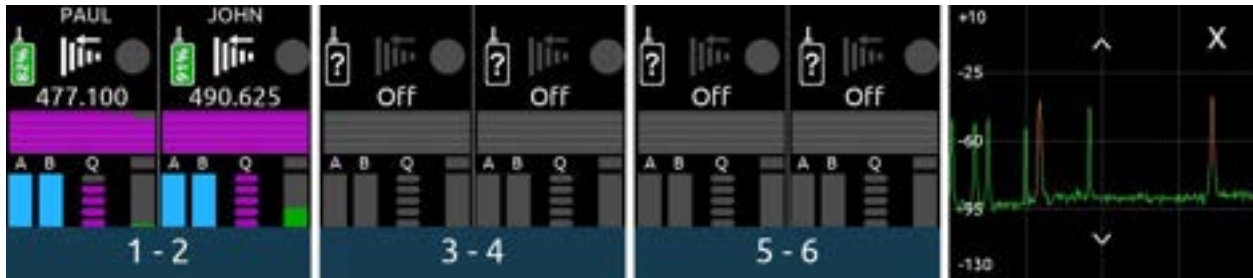 PAUL JOHN
82% 91%
477.100 490.625
A B Q A B Q
1 - 2
? ?
Off Off
A B Q A B Q
3 - 4
? ?
Off Off
A B Q A B Q
5 - 6
+10
X
-25
-60
-95
-130